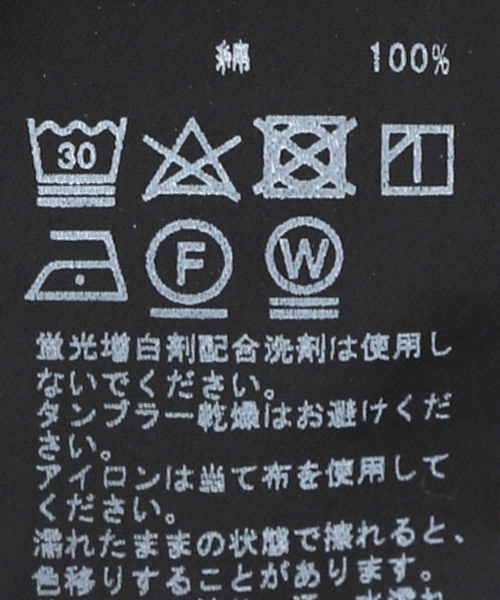 綿 100%
30
F W
蛍光増白剤配合洗剤は使用し
ないでください。
タンブラー乾燥はお避けくだ
さい。
アイロンは当て布を使用して
ください。
濡れたままの状態で擦れると、
色移りすることがあります。